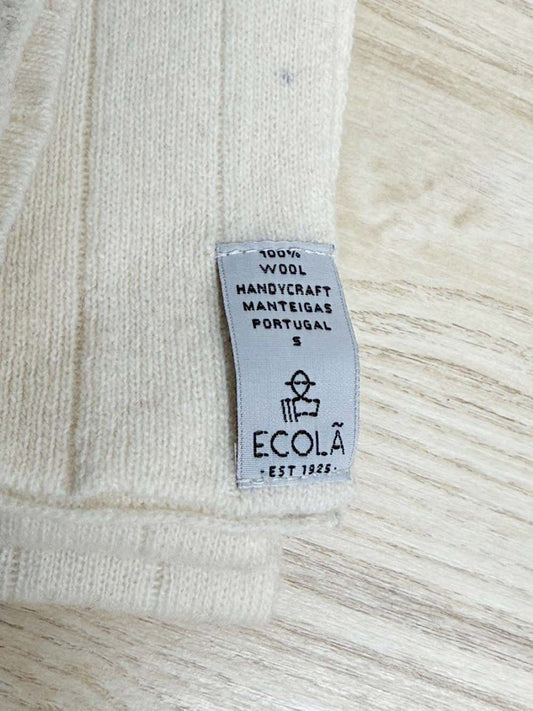 100%
WOOL
HANDYCRAFT
MANTEIGAS
PORTUGAL
S
ECOLÃ
·EST 1925·